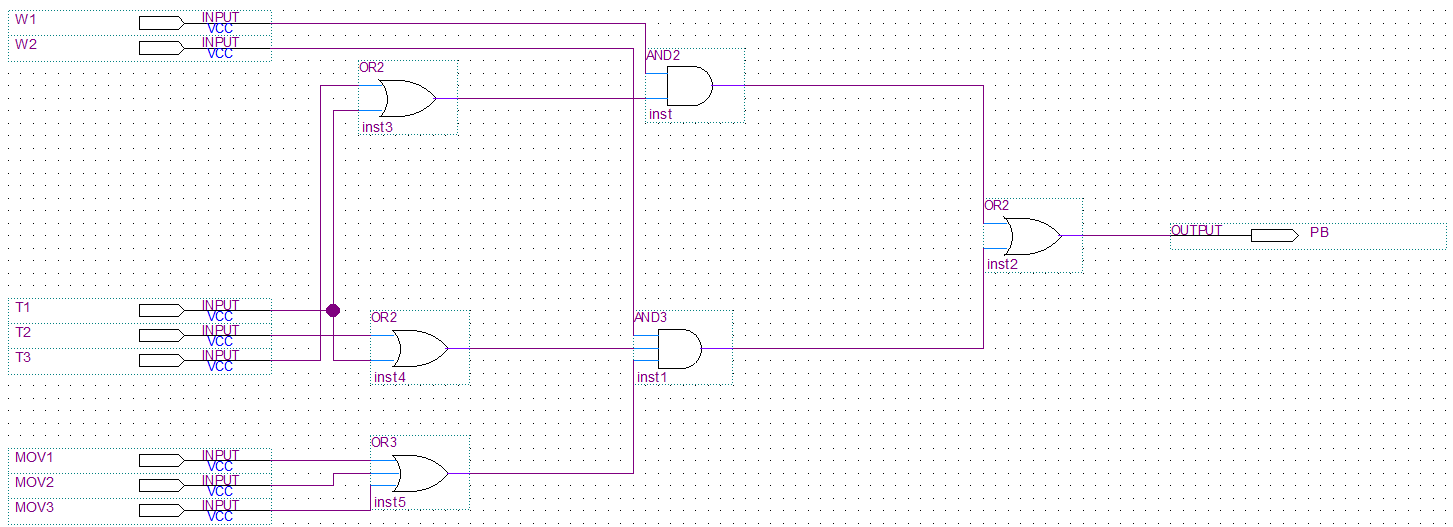 W1 INPUT
VCC
W2 INPUT
VCC
AND2
inst
OR2
inst3
OR2
inst2
OUTPUT PB
T1 INPUT
VCC
T2 INPUT
VCC
T3 INPUT
VCC
OR2
inst4
AND3
inst1
MOV1 INPUT
VCC
MOV2 INPUT
VCC
MOV3 INPUT
VCC
OR3
inst5